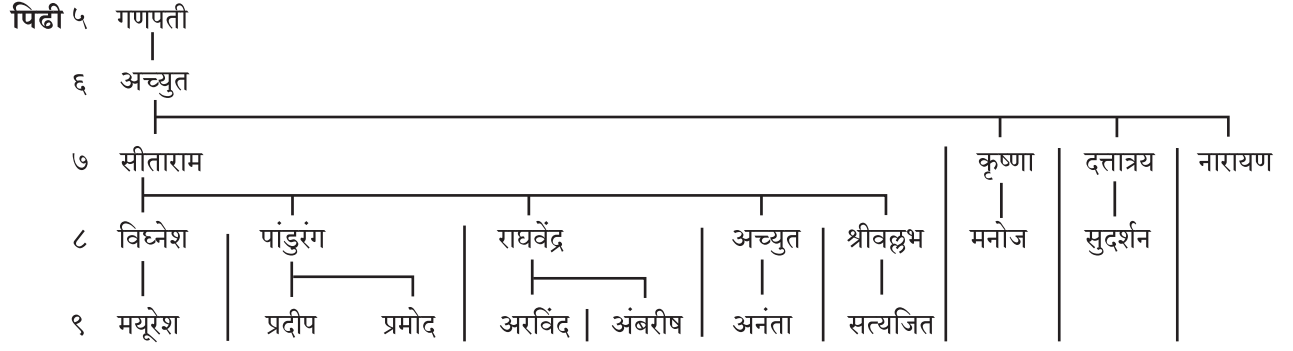 पिढी ५ गणपती
६ अच्युत
७ सीताराम कृष्णा दत्तात्रय नारायण
८ विघ्नेश पांडुरंग राघवेंद्र अच्युत श्रीवल्लभ मनोज सुदर्शन
९ मयूरेश प्रदीप प्रमोद अरविंद अंबरीष अनंता सत्यजित